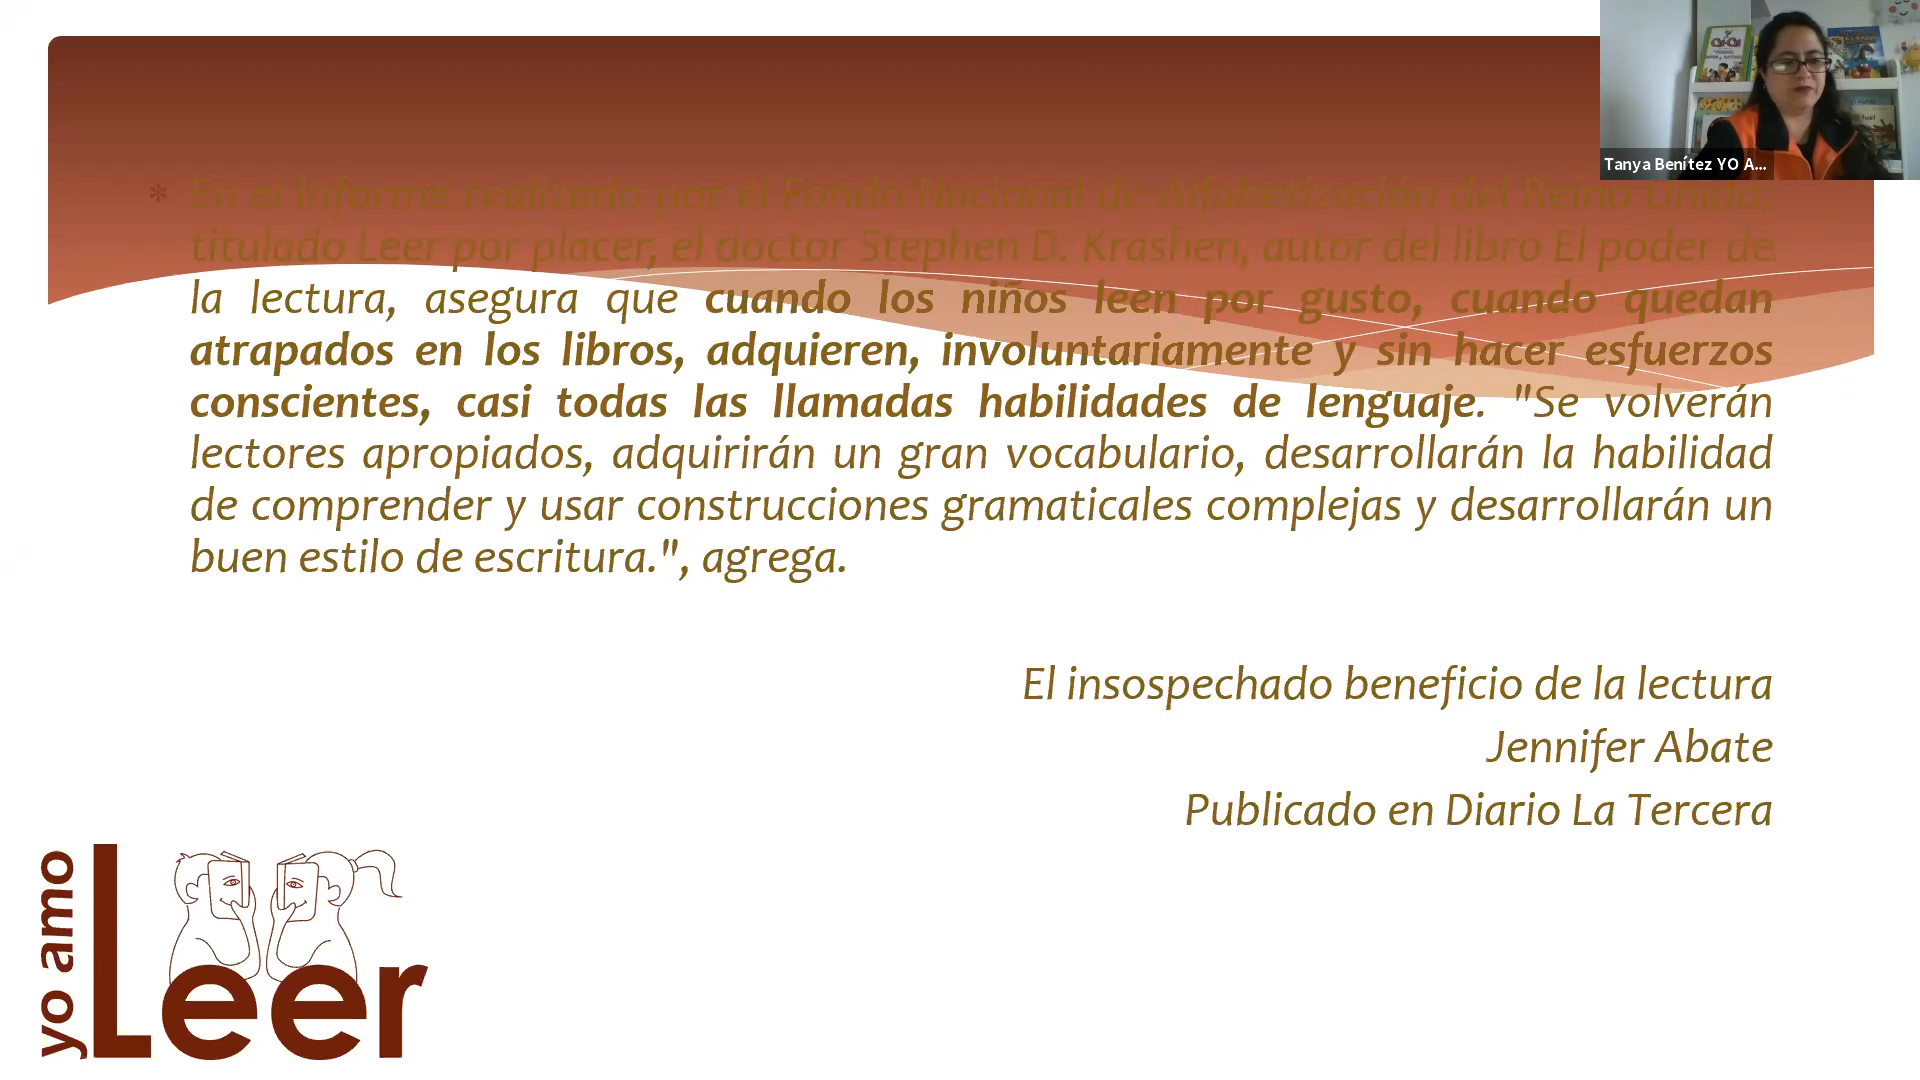 Tanya Benítez YO A...
* En el informe realizado por el Fondo Nacional de Alfabetización del Reino Unido,
titulado Leer por placer, el doctor Stephen D. Krashen, autor del libro El poder de
la lectura, asegura que cuando los niños leen por gusto, cuando quedan
atrapados en los libros, adquieren, involuntariamente y sin hacer esfuerzos
conscientes, casi todas las llamadas habilidades de lenguaje. "Se volverán
lectores apropiados, adquirirán un gran vocabulario, desarrollarán la habilidad
de comprender y usar construcciones gramaticales complejas y desarrollarán un
buen estilo de escritura.", agrega.
El insospechado beneficio de la lectura
Jennifer Abate
Publicado en Diario La Tercera
yo amo
Leer